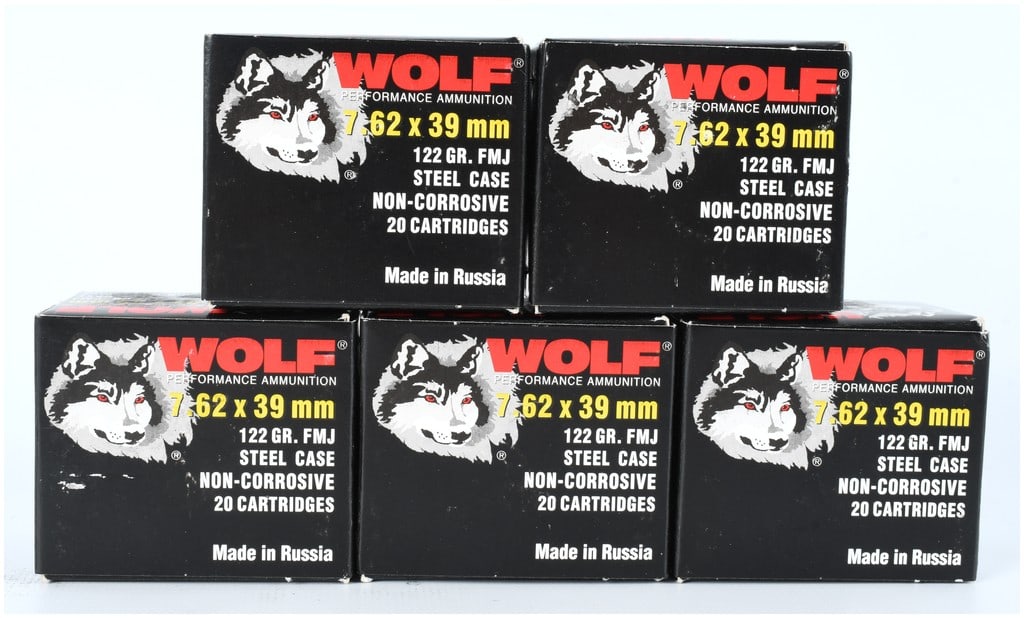 WOLF®
PERFORMANCE AMMUNITION
7.62 x 39 mm
®
122 GR. FMJ
STEEL CASE
NON-CORROSIVE
20 CARTRIDGES
Made in Russia
WOLF®
PERFORMANCE AMMUNITION
7.62 x 39 mm
®
122 GR. FMJ
STEEL CASE
NON-CORROSIVE
20 CARTRIDGES
Made in Russia
WOLF®
PERFORMANCE AMMUNITION
7.62 x 39 mm
122 GR. FMJ
®
STEEL CASE
NON-CORROSIVE
20 CARTRIDGES
Made in Russia
WOLF®
PERFORMANCE AMMUNITION
7.62 x 39 mm
122 GR. FMJ
®
STEEL CASE
NON-CORROSIVE
20 CARTRIDGES
Made in Russia
WOLF®
PERFORMANCE AMMUNITION
7.62 x 39 mm
122 GR. FMJ
®
STEEL CASE
NON-CORROSIVE
20 CARTRIDGES
Made in Russia